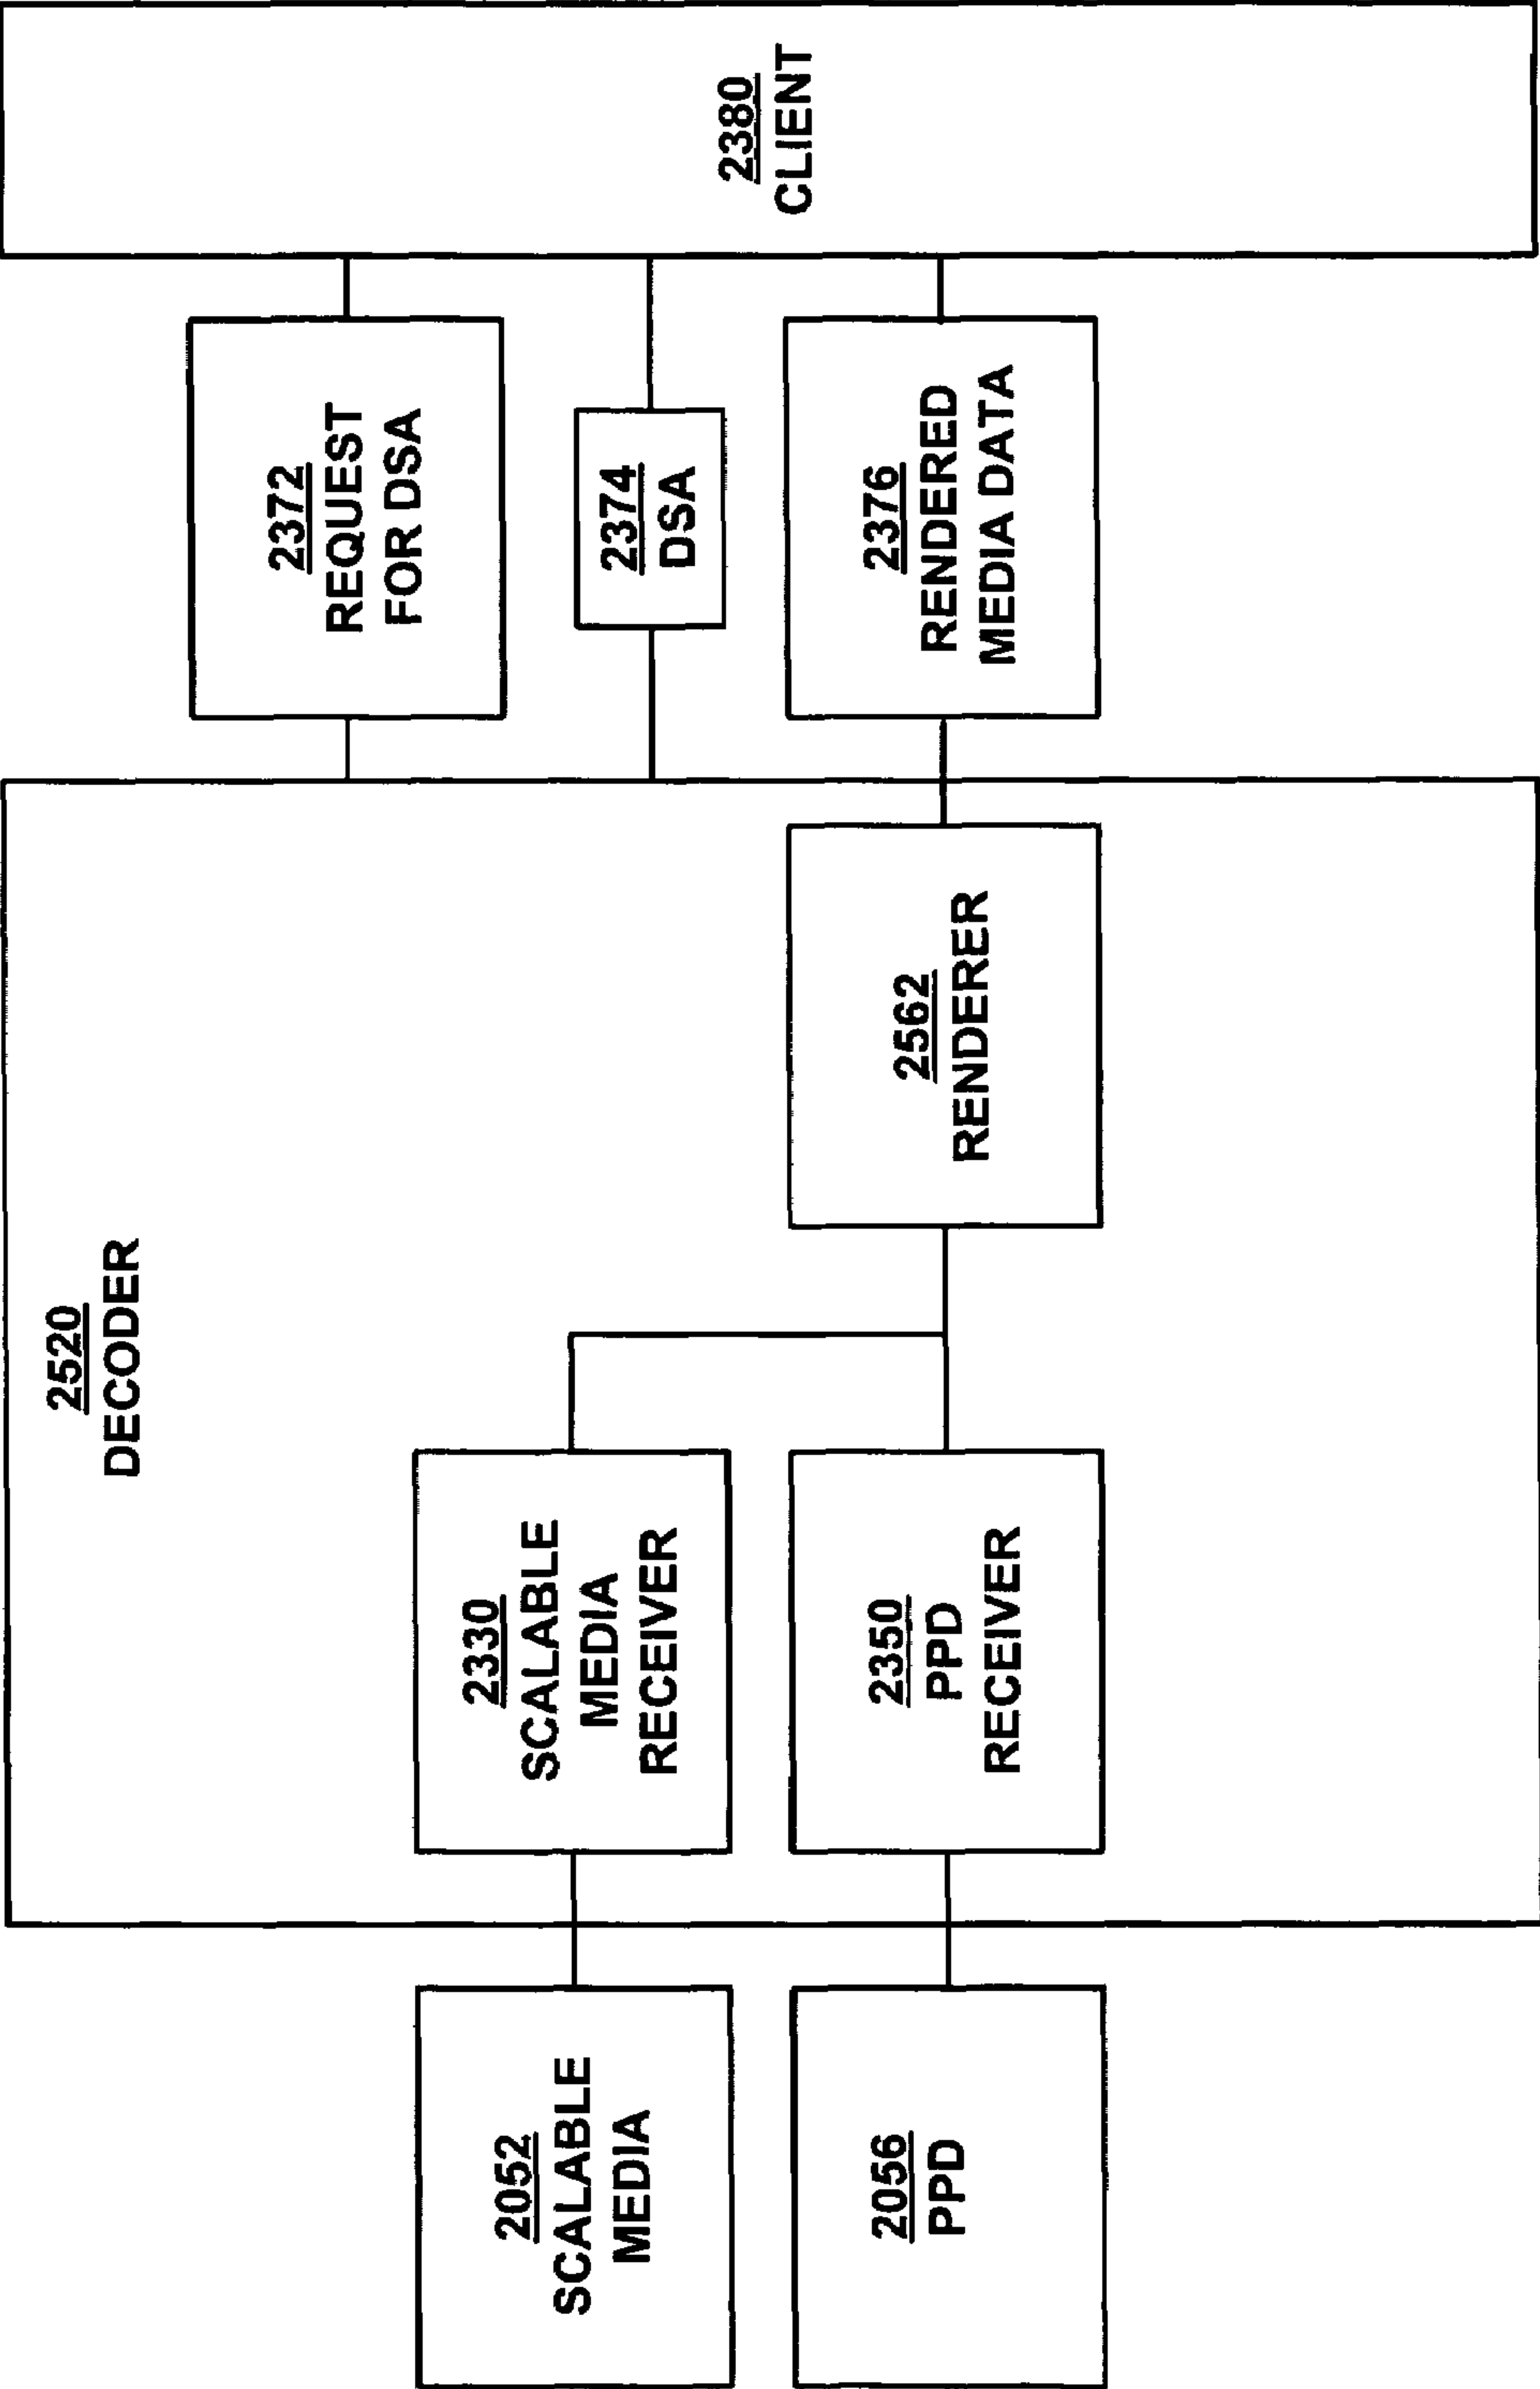 2520
DECODER
2052
SCALABLE
MEDIA
2330
SCALABLE
MEDIA
RECEIVER
2056
PPD
2350
PPD
RECEIVER
2562
RENDERER
2372
REQUEST
FOR DSA
2374
DSA
2376
RENDERED
MEDIA DATA
2380
CLIENT